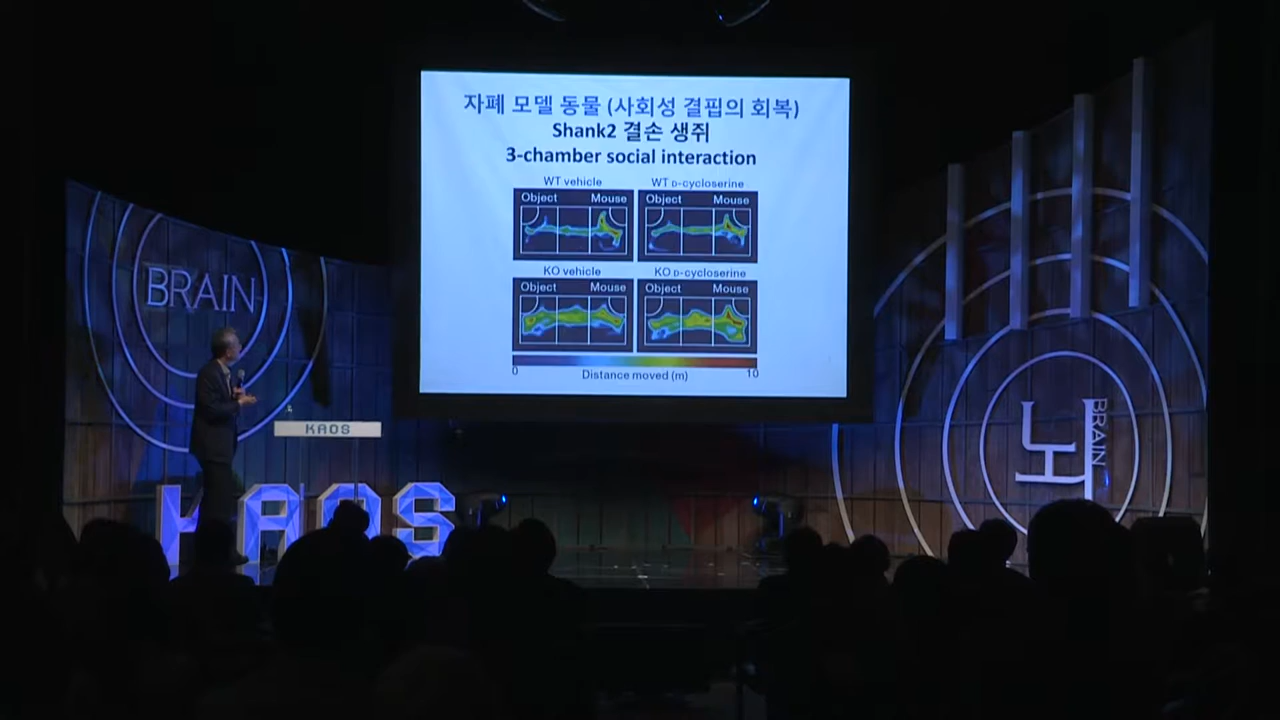 자폐 모델 동물 (사회성 결핍의 회복)
Shank2 결손 생쥐
3-chamber social interaction
WT vehicle
WT D-cycloserine
Object Mouse
Object Mouse
KO vehicle
KO D-cycloserine
Object Mouse
Object Mouse
0 10
Distance moved (m)
BRAIN
KAOS
KAOS
뇌
BRAIN